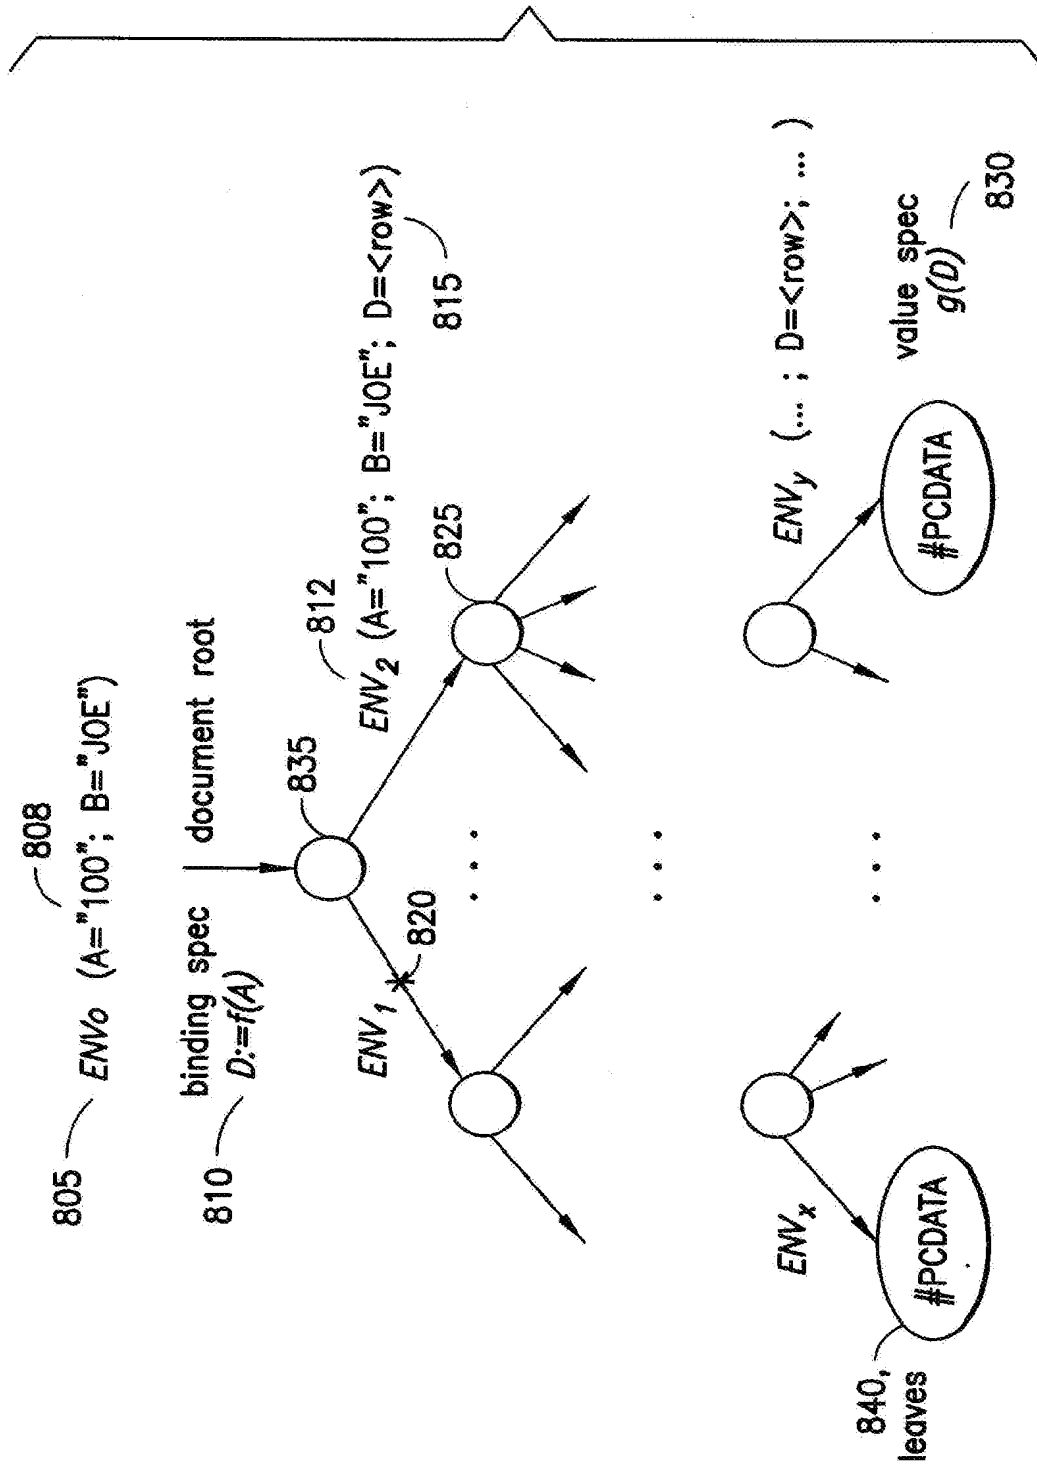 805 ENVo (A="100"; B="JOE") 808
binding spec document root
810 D:=f(A)
835
ENV1 820
812
ENV2 (A="100"; B="JOE"; D=<row>)
815
825
. . .
. . .
. . .
ENVx
#PCDATA
840,
leaves
ENVy (... ; D=<row>; ... )
#PCDATA
value spec
g(D) 830